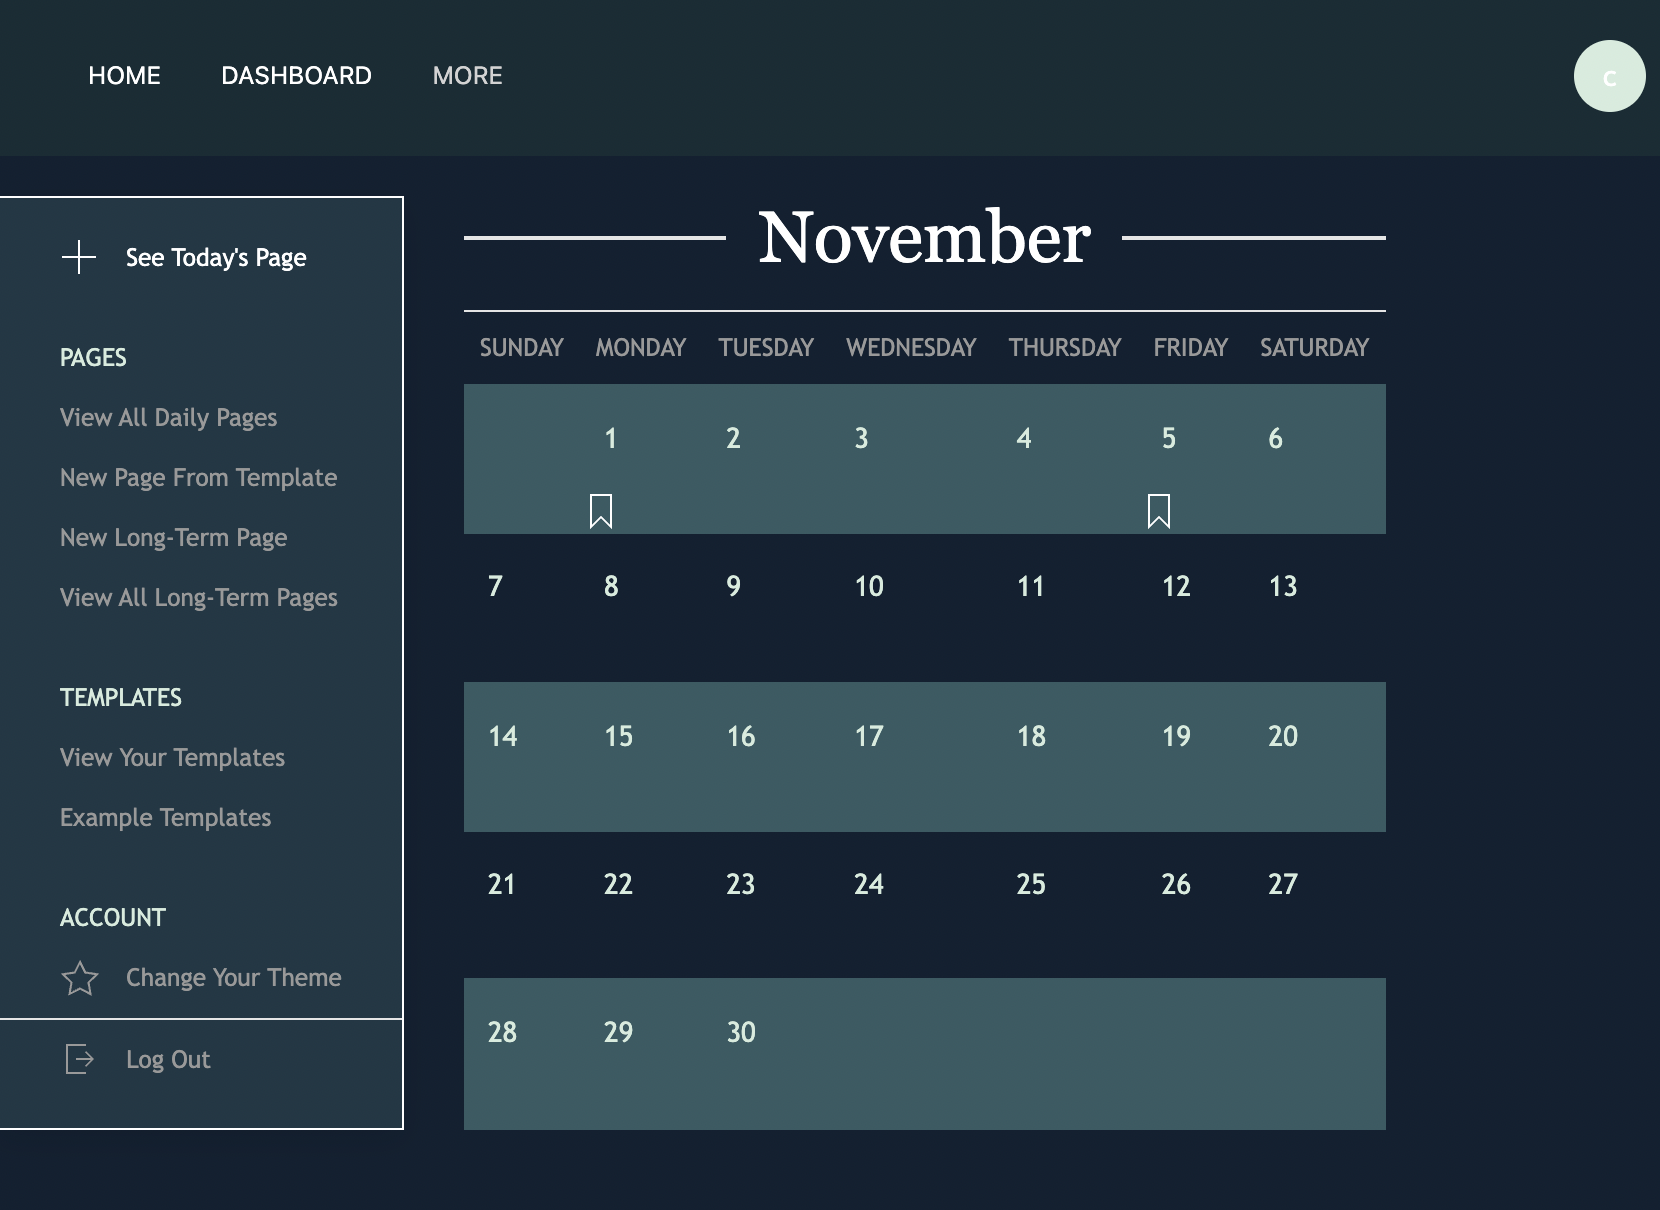 HOME DASHBOARD MORE
c
See Today's Page
PAGES
View All Daily Pages
New Page From Template
New Long-Term Page
View All Long-Term Pages
TEMPLATES
View Your Templates
Example Templates
ACCOUNT
Change Your Theme
Log Out
November
SUNDAY MONDAY TUESDAY WEDNESDAY THURSDAY FRIDAY SATURDAY
1 2 3 4 5 6
7 8 9 10 11 12 13
14 15 16 17 18 19 20
21 22 23 24 25 26 27
28 29 30